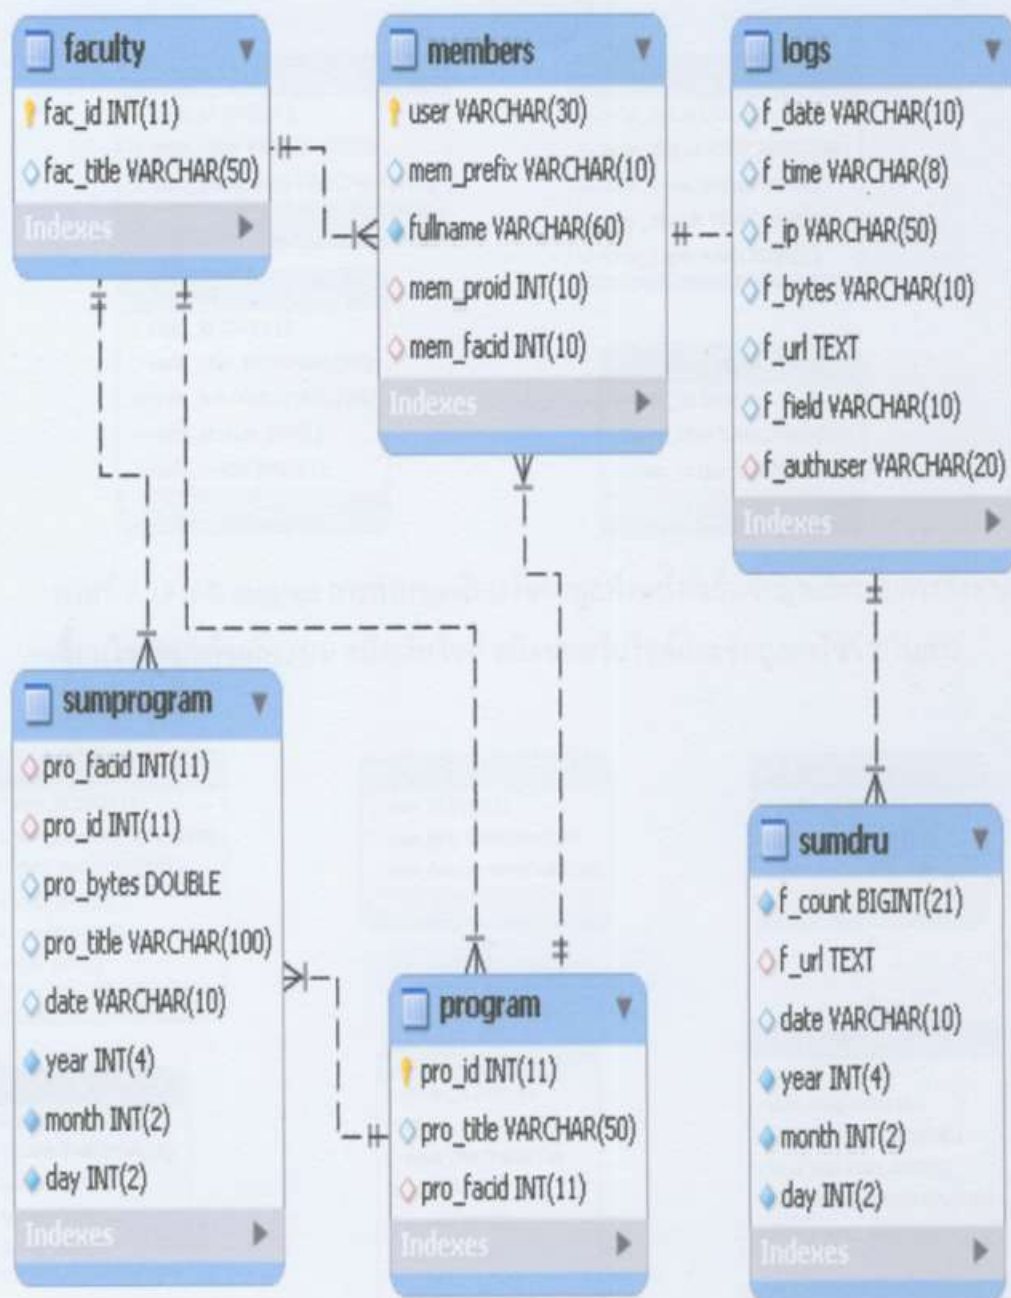 faculty
fac_id INT(11)
fac_title VARCHAR(50)
Indexes
members
user VARCHAR(30)
mem_prefix VARCHAR(10)
fullname VARCHAR(60)
mem_proid INT(10)
mem_facid INT(10)
Indexes
logs
f_date VARCHAR(10)
f_time VARCHAR(8)
f_ip VARCHAR(50)
f_bytes VARCHAR(10)
f_url TEXT
f_field VARCHAR(10)
f_authuser VARCHAR(20)
Indexes
sumprogram
pro_facid INT(11)
pro_id INT(11)
pro_bytes DOUBLE
pro_title VARCHAR(100)
date VARCHAR(10)
year INT(4)
month INT(2)
day INT(2)
Indexes
program
pro_id INT(11)
pro_title VARCHAR(50)
pro_facid INT(11)
Indexes
sumdru
f_count BIGINT(21)
f_url TEXT
date VARCHAR(10)
year INT(4)
month INT(2)
day INT(2)
Indexes